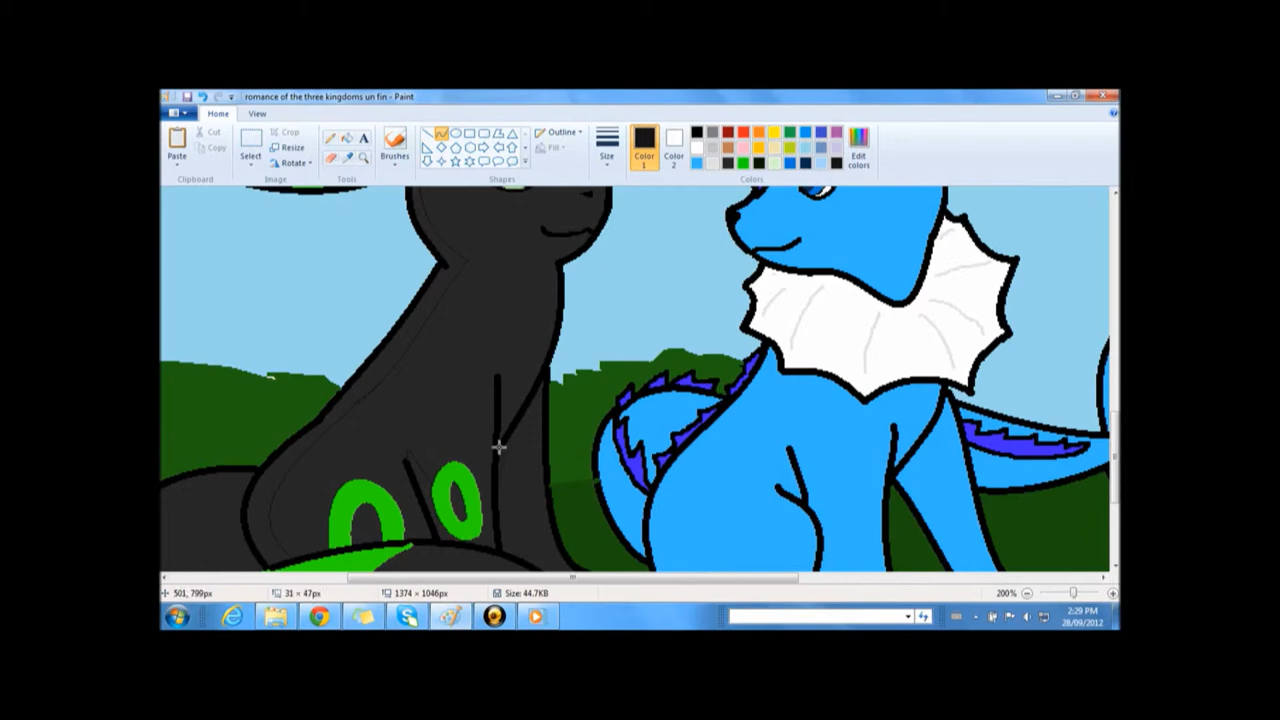 romance of the three kingdoms un fin - Paint
Home View
Paste
Cut
Copy
Clipboard
Select
Crop
Resize
Rotate
Image
A
Tools
Brushes
Shapes
Outline
Fill
Size
Color 1
Color 2
Edit colors
Colors
501, 799px 31 × 47px 1374 × 1046px Size: 44.7KB 200%
2:29 PM
28/09/2012